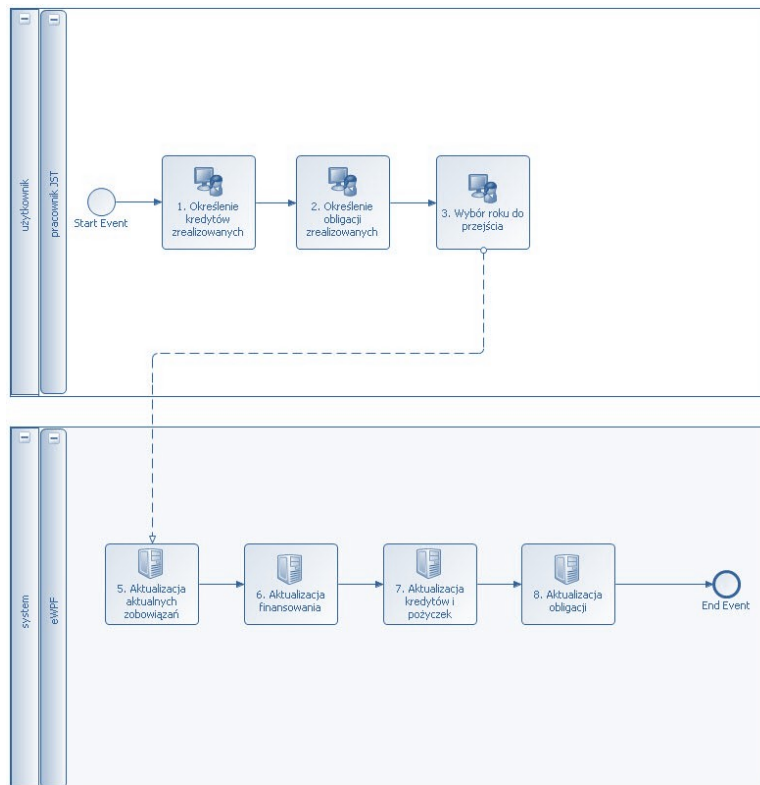 użytkownik
pracownik JST
Start Event
1. Określenie
kredytów
zrealizowanych
2. Określenie
obligacji
zrealizowanych
3. Wybór roku do
przejścia
system
eWPF
5. Aktualizacja
aktualnych
zobowiązań
6. Aktualizacja
finansowania
7. Aktualizacja
kredytów i
pożyczek
8. Aktualizacja
obligacji
End Event